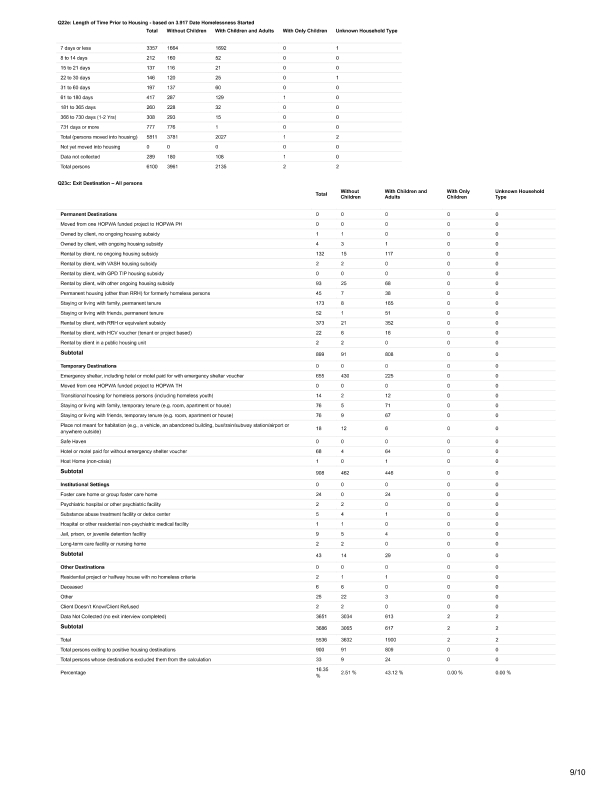 Q22e: Length of Time Prior to Housing - based on 3.917 Date Homelessness Started
Total Without Children With Children and Adults With Only Children Unknown Household Type
7 days or less 3357 1664 1692 0 1
8 to 14 days 212 160 52 0 0
15 to 21 days 137 116 21 0 0
22 to 30 days 146 120 25 0 1
31 to 60 days 197 137 60 0 0
61 to 180 days 417 287 129 1 0
181 to 365 days 260 228 32 0 0
366 to 730 days (1-2 Yrs) 308 293 15 0 0
731 days or more 777 776 1 0 0
Total (persons moved into housing) 5811 3781 2027 1 2
Not yet moved into housing 0 0 0 0 0
Data not collected 289 180 108 1 0
Total persons 6100 3961 2135 2 2
Q23c: Exit Destination – All persons
Total Without Children With Children and Adults With Only Children Unknown Household Type
Permanent Destinations 0 0 0 0 0
Moved from one HOPWA funded project to HOPWA PH 0 0 0 0 0
Owned by client, no ongoing housing subsidy 1 1 0 0 0
Owned by client, with ongoing housing subsidy 4 3 1 0 0
Rental by client, no ongoing housing subsidy 132 15 117 0 0
Rental by client, with VASH housing subsidy 2 2 0 0 0
Rental by client, with GPD TIP housing subsidy 0 0 0 0 0
Rental by client, with other ongoing housing subsidy 93 25 68 0 0
Permanent housing (other than RRH) for formerly homeless persons 45 7 38 0 0
Staying or living with family, permanent tenure 173 8 165 0 0
Staying or living with friends, permanent tenure 52 1 51 0 0
Rental by client, with RRH or equivalent subsidy 373 21 352 0 0
Rental by client, with HCV voucher (tenant or project based) 22 6 16 0 0
Rental by client in a public housing unit 2 2 0 0 0
Subtotal 899 91 808 0 0
Temporary Destinations 0 0 0 0 0
Emergency shelter, including hotel or motel paid for with emergency shelter voucher 655 430 225 0 0
Moved from one HOPWA funded project to HOPWA TH 0 0 0 0 0
Transitional housing for homeless persons (including homeless youth) 14 2 12 0 0
Staying or living with family, temporary tenure (e.g. room, apartment or house) 76 5 71 0 0
Staying or living with friends, temporary tenure (e.g. room, apartment or house) 76 9 67 0 0
Place not meant for habitation (e.g., a vehicle, an abandoned building, bus/train/subway station/airport or anywhere outside) 18 12 6 0 0
Safe Haven 0 0 0 0 0
Hotel or motel paid for without emergency shelter voucher 68 4 64 0 0
Host Home (non-crisis) 1 0 1 0 0
Subtotal 908 462 446 0 0
Institutional Settings 0 0 0 0 0
Foster care home or group foster care home 24 0 24 0 0
Psychiatric hospital or other psychiatric facility 2 2 0 0 0
Substance abuse treatment facility or detox center 5 4 1 0 0
Hospital or other residential non-psychiatric medical facility 1 1 0 0 0
Jail, prison, or juvenile detention facility 9 5 4 0 0
Long-term care facility or nursing home 2 2 0 0 0
Subtotal 43 14 29 0 0
Other Destinations 0 0 0 0 0
Residential project or halfway house with no homeless criteria 2 1 1 0 0
Deceased 6 6 0 0 0
Other 25 22 3 0 0
Client Doesn't Know/Client Refused 2 2 0 0 0
Data Not Collected (no exit interview completed) 3651 3034 613 2 2
Subtotal 3686 3065 617 2 2
Total 5536 3632 1900 2 2
Total persons exiting to positive housing destinations 900 91 809 0 0
Total persons whose destinations excluded them from the calculation 33 9 24 0 0
Percentage 16.35 % 2.51 % 43.12 % 0.00 % 0.00 %
9/10